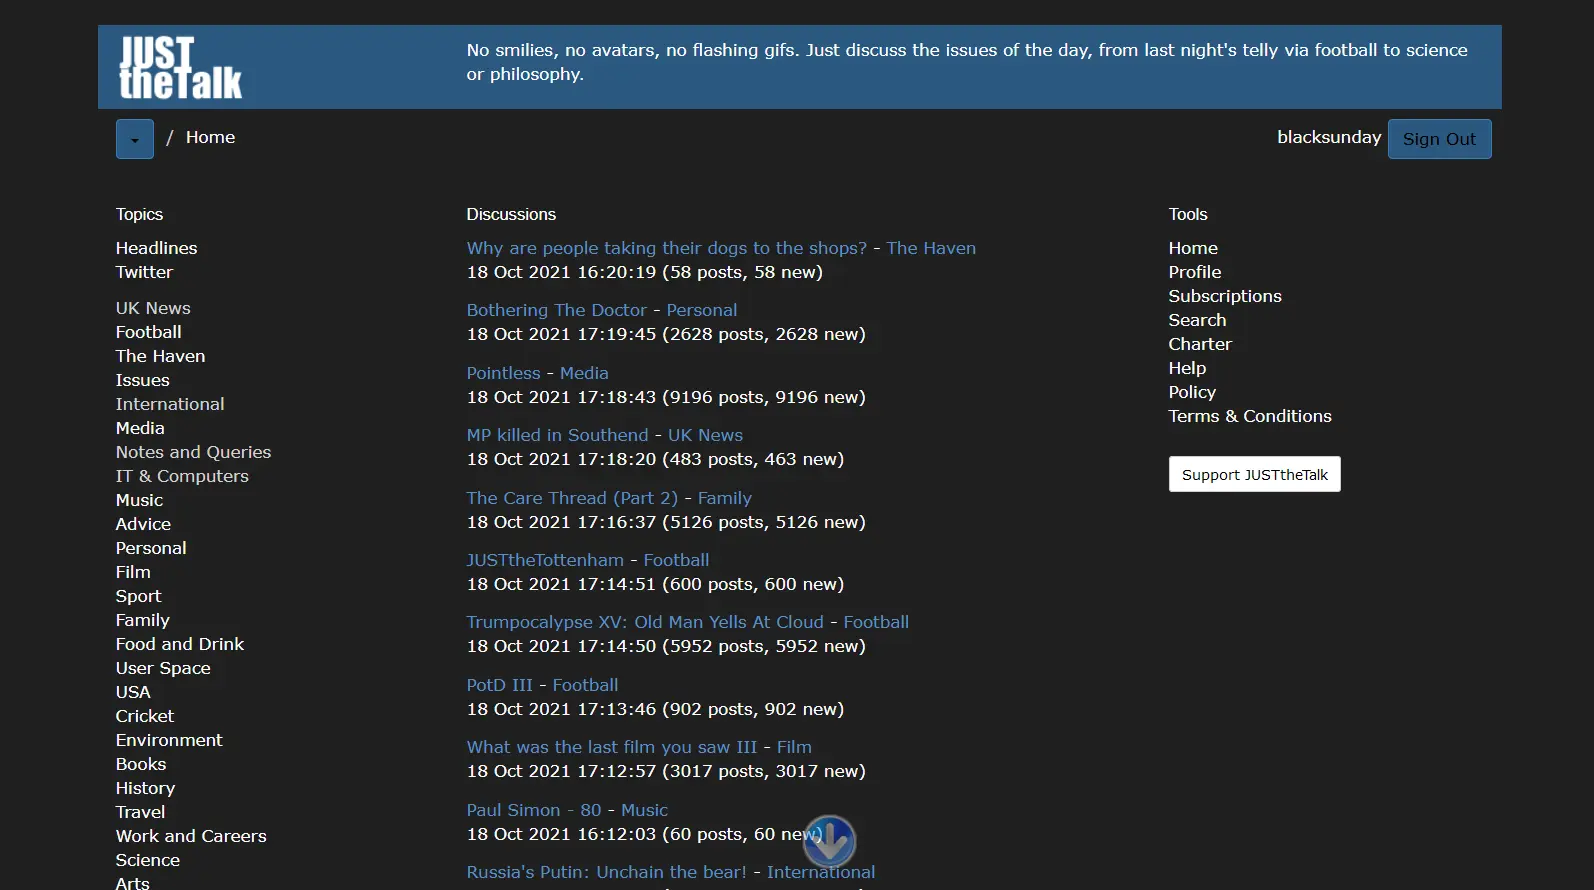 JUST
theTalk
No smilies, no avatars, no flashing gifs. Just discuss the issues of the day, from last night's telly via football to science
or philosophy.
/ Home
blacksunday Sign Out
Topics
Headlines
Twitter
UK News
Football
The Haven
Issues
International
Media
Notes and Queries
IT & Computers
Music
Advice
Personal
Film
Sport
Family
Food and Drink
User Space
USA
Cricket
Environment
Books
History
Travel
Work and Careers
Science
Arts
Discussions
Why are people taking their dogs to the shops? - The Haven
18 Oct 2021 16:20:19 (58 posts, 58 new)
Bothering The Doctor - Personal
18 Oct 2021 17:19:45 (2628 posts, 2628 new)
Pointless - Media
18 Oct 2021 17:18:43 (9196 posts, 9196 new)
MP killed in Southend - UK News
18 Oct 2021 17:18:20 (483 posts, 463 new)
The Care Thread (Part 2) - Family
18 Oct 2021 17:16:37 (5126 posts, 5126 new)
JUSTtheTottenham - Football
18 Oct 2021 17:14:51 (600 posts, 600 new)
Trumpocalypse XV: Old Man Yells At Cloud - Football
18 Oct 2021 17:14:50 (5952 posts, 5952 new)
PotD III - Football
18 Oct 2021 17:13:46 (902 posts, 902 new)
What was the last film you saw III - Film
18 Oct 2021 17:12:57 (3017 posts, 3017 new)
Paul Simon - 80 - Music
18 Oct 2021 16:12:03 (60 posts, 60 new)
Russia's Putin: Unchain the bear! - International
Tools
Home
Profile
Subscriptions
Search
Charter
Help
Policy
Terms & Conditions
Support JUSTtheTalk